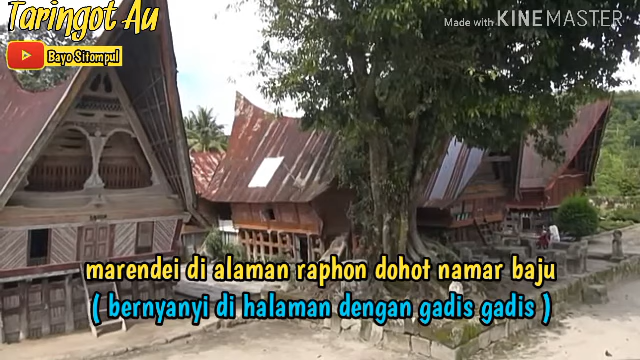 Taringot Au
Made with KINEMASTER
Bayo Sitompul
marendei di alaman raphon dohot namar baju
( bernyanyi di halaman dengan gadis gadis )